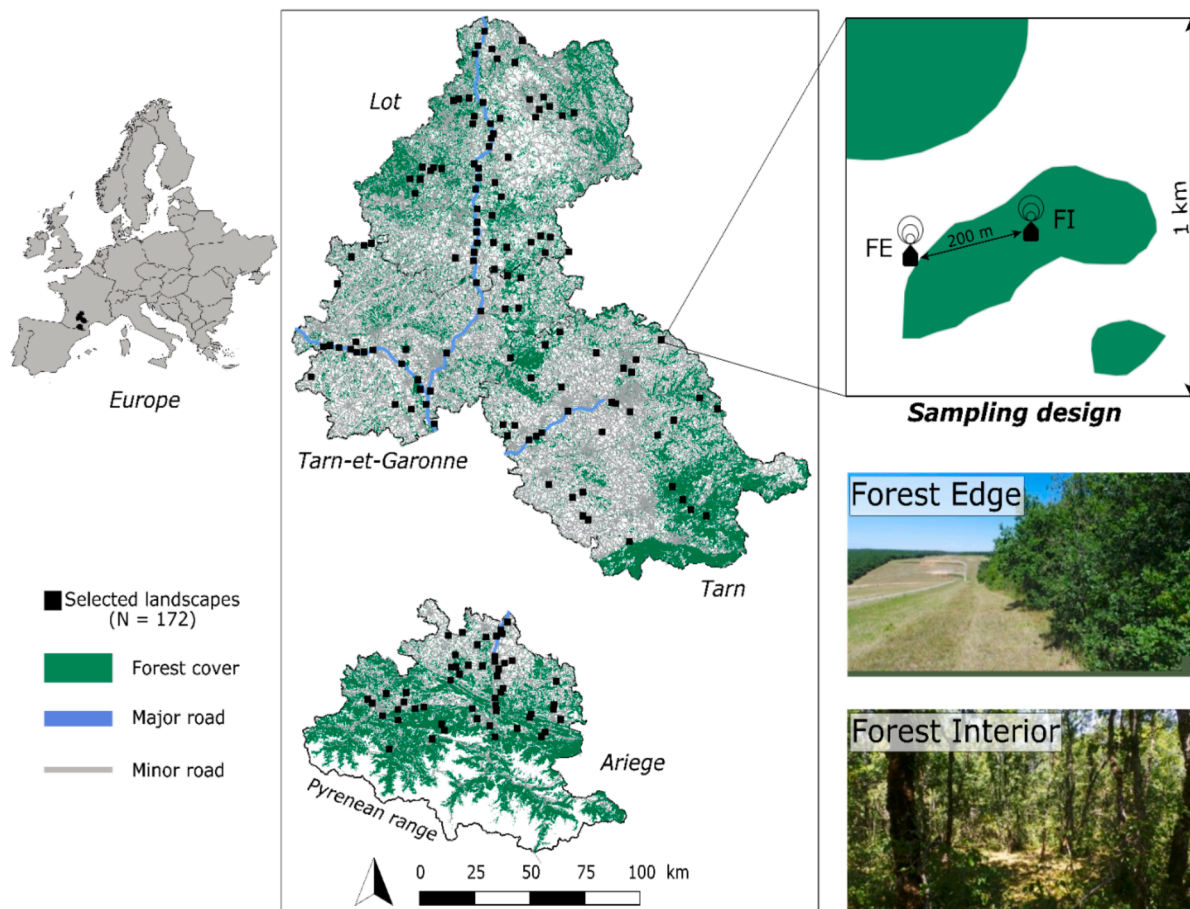 Europe
Lot
Tarn-et-Garonne
Tarn
Ariege
Pyrenean range
Selected landscapes
(N = 172)
Forest cover
Major road
Minor road
0 25 50 75 100 km
FE
200 m
FI
1 km
Sampling design
Forest Edge
Forest Interior